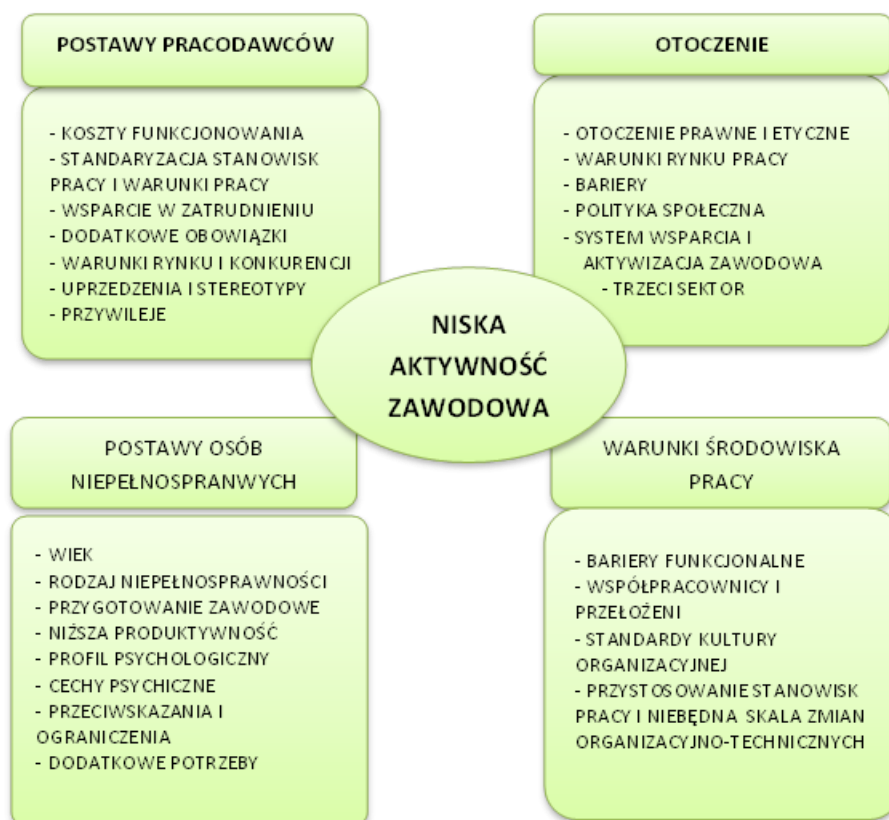 POSTAWY PRACODAWCÓW
- KOSZTY FUNKCJONOWANIA
- STANDARYZACJA STANOWISK
PRACY I WARUNKI PRACY
- WSPARCIE W ZATRUDNIENIU
- DODATKOWE OBOWIĄZKI
- WARUNKI RYNKU I KONKURENCJI
- UPRZEDZENIA I STEREOTYPY
- PRZYWILEJE
OTOCZENIE
- OTOCZENIE PRAWNE I ETYCZNE
- WARUNKI RYNKU PRACY
- BARIERY
- POLITYKA SPOŁECZNA
- SYSTEM WSPARCIA I
AKTYWIZACJA ZAWODOWA
- TRZECI SEKTOR
NISKA
AKTYWNOŚĆ
ZAWODOWA
POSTAWY OSÓB
NIEPEŁNOSPRANWYCH
- WIEK
- RODZAJ NIEPEŁNOSPRAWNOŚCI
- PRZYGOTOWANIE ZAWODOWE
- NIŻSZA PRODUKTYWNOŚĆ
- PROFIL PSYCHOLOGICZNY
- CECHY PSYCHICZNE
- PRZECIWSKAZANIA I
OGRANICZENIA
- DODATKOWE POTRZEBY
WARUNKI ŚRODOWISKA
PRACY
- BARIERY FUNKCJONALNE
- WSPÓŁPRACOWNICY I
PRZEŁOŻENI
- STANDARDY KULTURY
ORGANIZACYJNEJ
- PRZYSTOSOWANIE STANOWISK
PRACY I NIEBĘDNA SKALA ZMIAN
ORGANIZACYJNO-TECHNICZNYCH